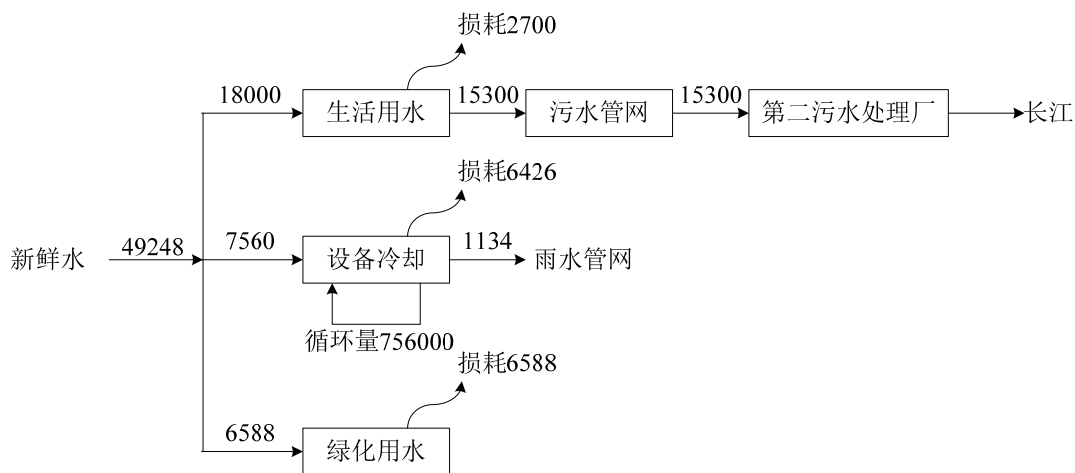 损耗2700
18000
生活用水
15300
污水管网
15300
第二污水处理厂
长江
损耗6426
新鲜水
49248
7560
设备冷却
1134
雨水管网
循环量756000
损耗6588
6588
绿化用水